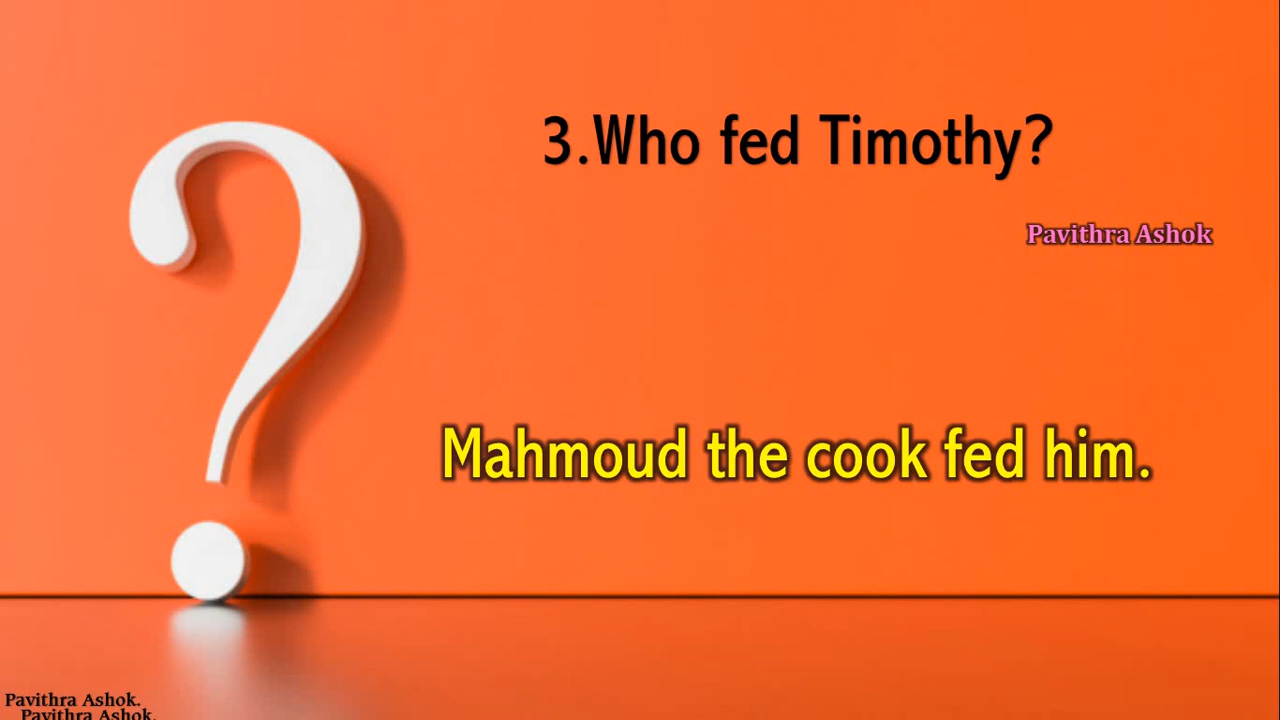 3.Who fed Timothy?
Pavithra Ashok
Mahmoud the cook fed him.
Pavithra Ashok.
Pavithra Ashok.